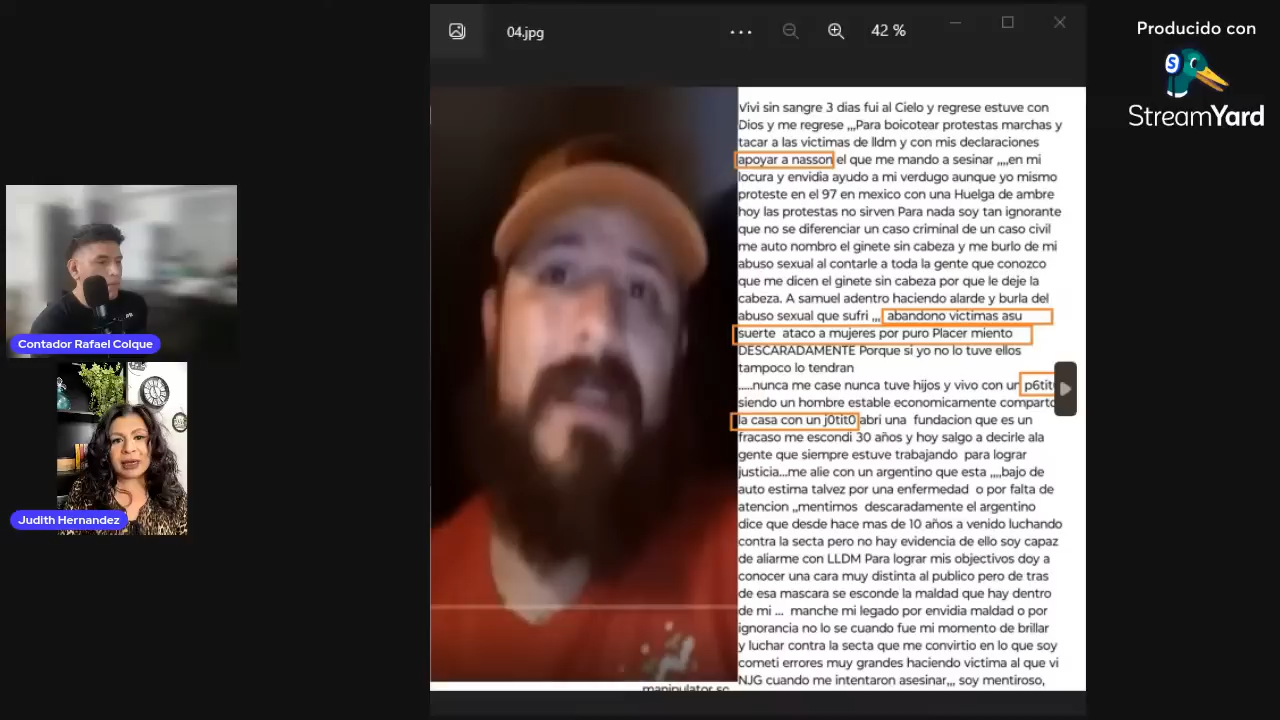 04.jpg
42 %
Producido con
StreamYard
Contador Rafael Colque
Judith Hernandez
Vivi sin sangre 3 dias fui al Cielo y regrese estuve con
Dios y me regrese ,,,Para boicotear protestas marchas y
tacar a las victimas de lldm y con mis declaraciones
apoyar a nasson el que me mando a sesinar ,,,,en mi
locura y envidia ayudo a mi verdugo aunque yo mismo
proteste en el 97 en mexico con una Huelga de ambre
hoy las protestas no sirven Para nada soy tan ignorante
que no se diferenciar un caso criminal de un caso civil
me auto nombro el ginete sin cabeza y me burlo de mi
abuso sexual al contarle a toda la gente que conozco
que me dicen el ginete sin cabeza por que le deje la
cabeza. A samuel adentro haciendo alarde y burla del
abuso sexual que sufri ,,, abandono victimas asu
suerte ataco a mujeres por puro Placer miento
DESCARADAMENTE Porque si yo no lo tuve ellos
tampoco lo tendran
.....nunca me case nunca tuve hijos y vivo con un
siendo un hombre estable economicamente comparto
la casa con un j0tit0 abri una fundacion que es un
fracaso me escondi 30 años y hoy salgo a decirle ala
gente que siempre estuve trabajando para lograr
justicia...me alie con un argentino que esta ,,,,bajo de
auto estima talvez por una enfermedad o por falta de
atencion ,,mentimos descaradamente el argentino
dice que desde hace mas de 10 años a venido luchando
contra la secta pero no hay evidencia de ello soy capaz
de aliarme con LLDM Para lograr mis objectivos doy a
conocer una cara muy distinta al publico pero de tras
de esa mascara se esconde la maldad que hay dentro
de mi ... manche mi legado por envidia maldad o por
ignorancia no lo se cuando fue mi momento de brillar
y luchar contra la secta que me convirtio en lo que soy
cometi errores muy grandes haciendo victima al que vi
NJG cuando me intentaron asesinar,,, soy mentiroso,